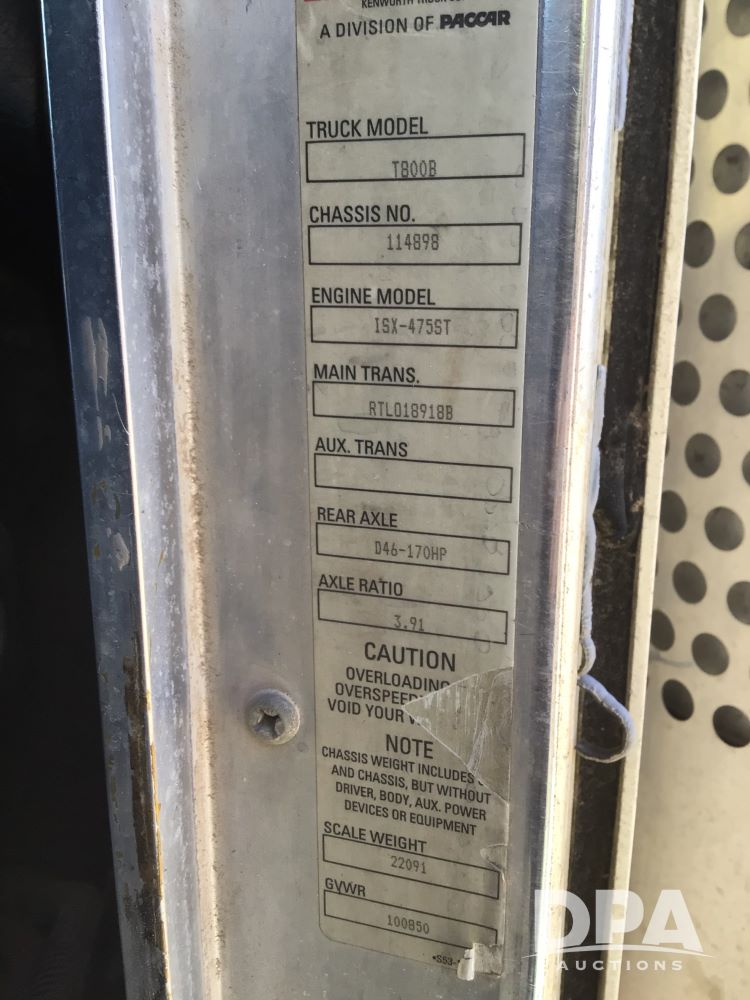 KENWORTH TRUCK
A DIVISION OF PACCAR
TRUCK MODEL
T800B
CHASSIS NO.
114898
ENGINE MODEL
ISX-475ST
MAIN TRANS.
RTLO18918B
AUX. TRANS
REAR AXLE
D46-170HP
AXLE RATIO
3.91
CAUTION
OVERLOADING
OVERSPEED
VOID YOUR
NOTE
CHASSIS WEIGHT INCLUDES
AND CHASSIS, BUT WITHOUT
DRIVER, BODY, AUX. POWER
DEVICES OR EQUIPMENT
SCALE WEIGHT
22091
GVWR
100850
DPA
AUCTIONS